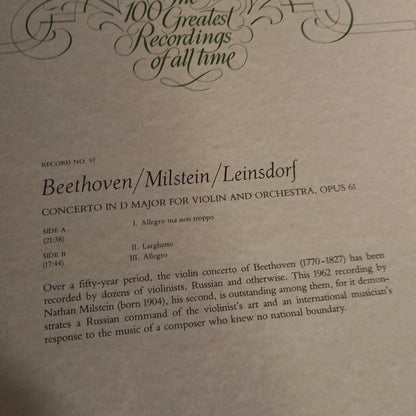 The
100 Greatest
Recordings
of all time
RECORD NO. 97
Beethoven/Milstein/Leinsdorf
CONCERTO IN D MAJOR FOR VIOLIN AND ORCHESTRA, OPUS 61
SIDE A I. Allegro ma non troppo
(21:38)
SIDE B II. Larghetto
(17:44) III. Allegro
Over a fifty-year period, the violin concerto of Beethoven (1770–1827) has been
recorded by dozens of violinists, Russian and otherwise. This 1962 recording by
Nathan Milstein (born 1904), his second, is outstanding among them, for it demon-
strates a Russian command of the violinist's art and an international musician's
response to the music of a composer who knew no national boundary.